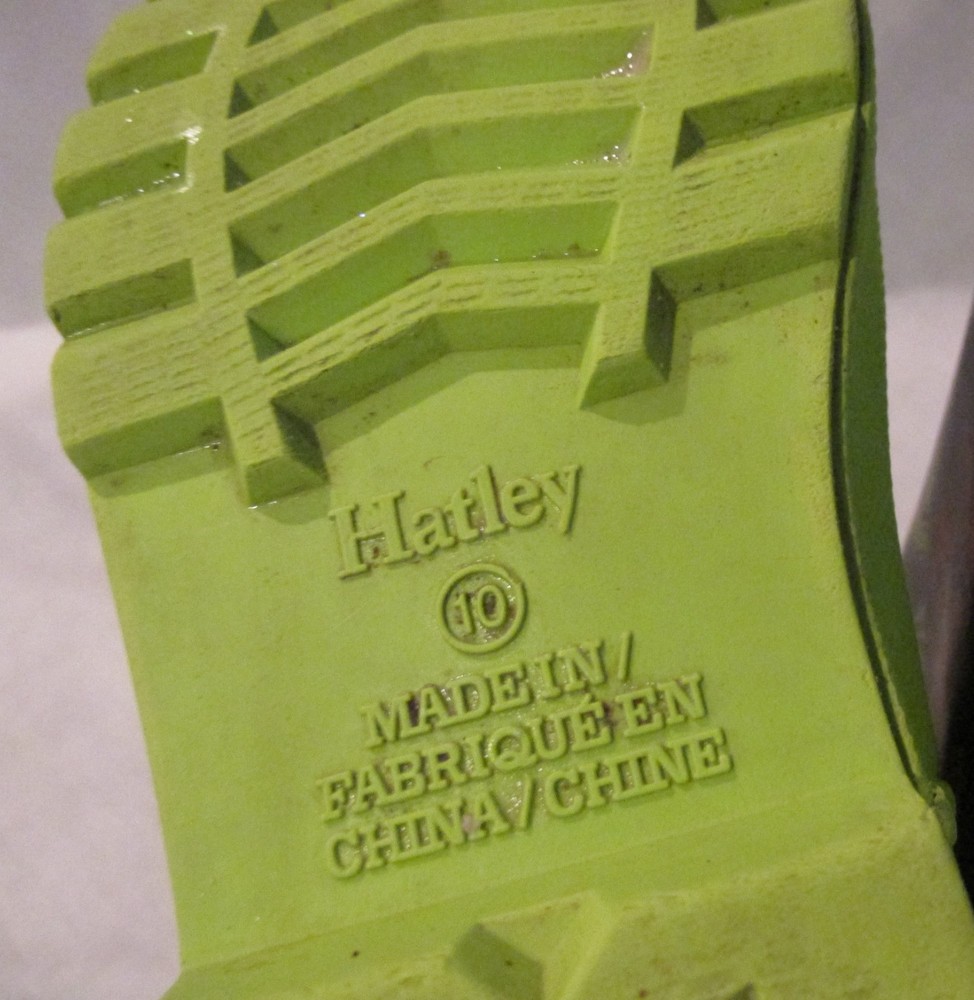 Hatley
10
MADE IN/
FABRIQUÉ EN
CHINA/CHINE